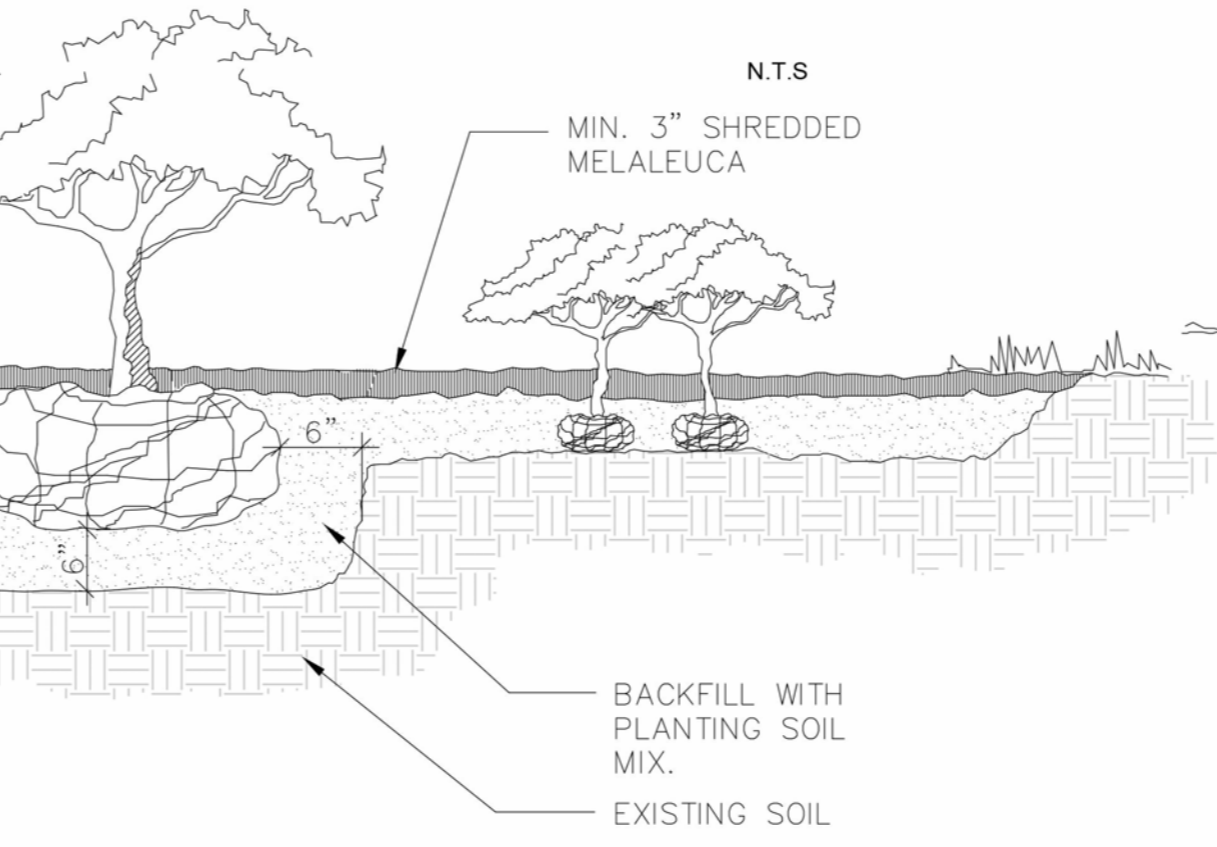 N.T.S
MIN. 3" SHREDDED
MELALEUCA
6"
6"
BACKFILL WITH
PLANTING SOIL
MIX.
EXISTING SOIL